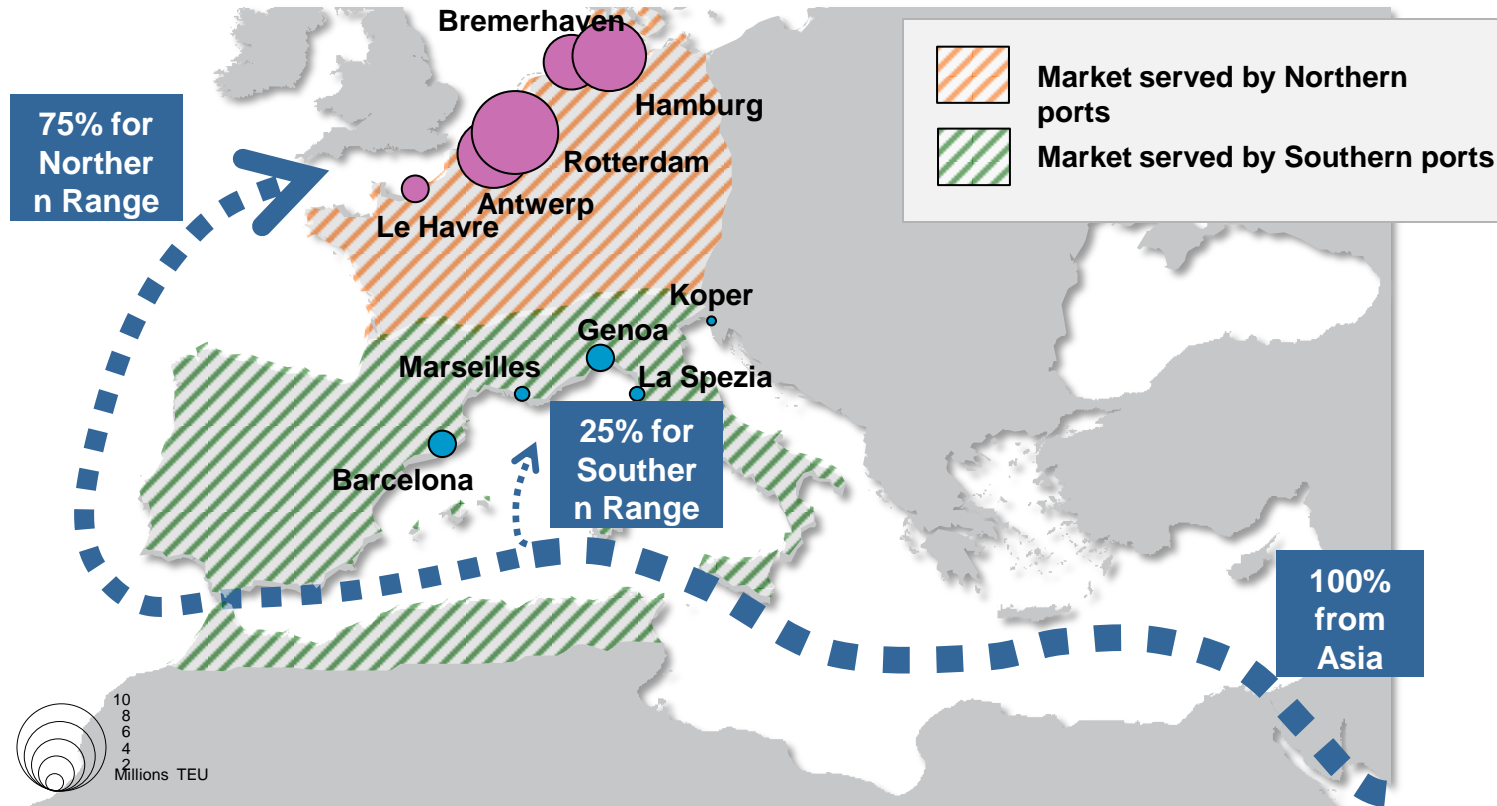 Bremerhaven
Hamburg
75% for
Norther
n Range
Rotterdam
Antwerp
Le Havre
Market served by Northern
ports
Market served by Southern ports
Koper
Genoa
Marseilles
La Spezia
25% for
Souther
n Range
Barcelona
100%
from
Asia
10
8
6
4
2
Millions TEU